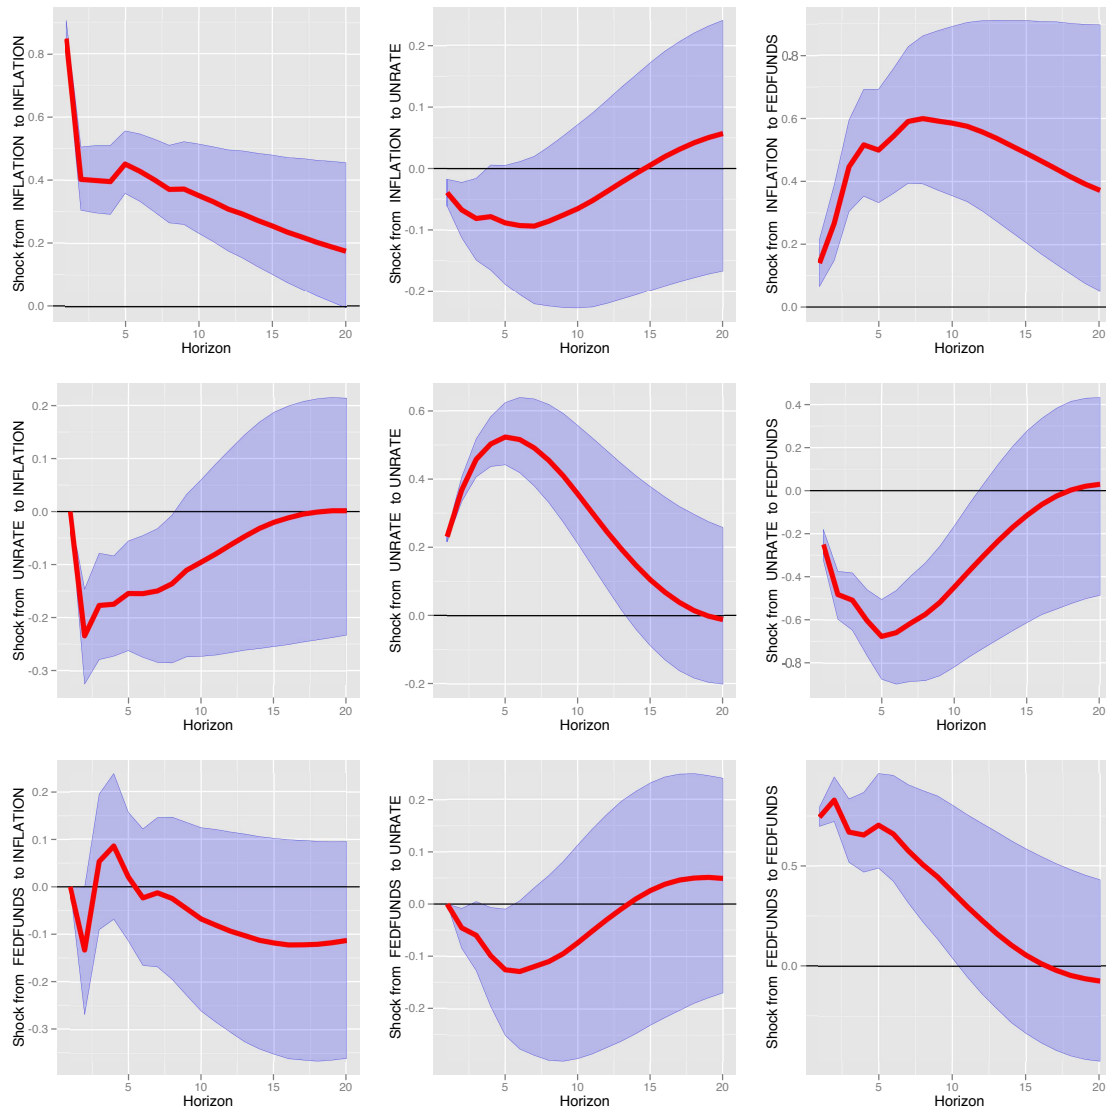 Shock from INFLATION to INFLATION
0.8
0.6
0.4
0.2
0.0
5 10 15 20
Horizon
Shock from INFLATION to UNRATE
0.2
0.1
0.0
-0.1
-0.2
5 10 15 20
Horizon
Shock from INFLATION to FEDFUNDS
0.8
0.6
0.4
0.2
0.0
5 10 15 20
Horizon
Shock from UNRATE to INFLATION
0.2
0.1
0.0
-0.1
-0.2
-0.3
5 10 15 20
Horizon
Shock from UNRATE to UNRATE
0.6
0.4
0.2
0.0
-0.2
5 10 15 20
Horizon
Shock from UNRATE to FEDFUNDS
0.4
0.2
0.0
-0.2
-0.4
-0.6
-0.8
5 10 15 20
Horizon
Shock from FEDFUNDS to INFLATION
0.2
0.1
0.0
-0.1
-0.2
-0.3
5 10 15 20
Horizon
Shock from FEDFUNDS to UNRATE
0.2
0.1
0.0
-0.1
-0.2
5 10 15 20
Horizon
Shock from FEDFUNDS to FEDFUNDS
0.5
0.0
5 10 15 20
Horizon